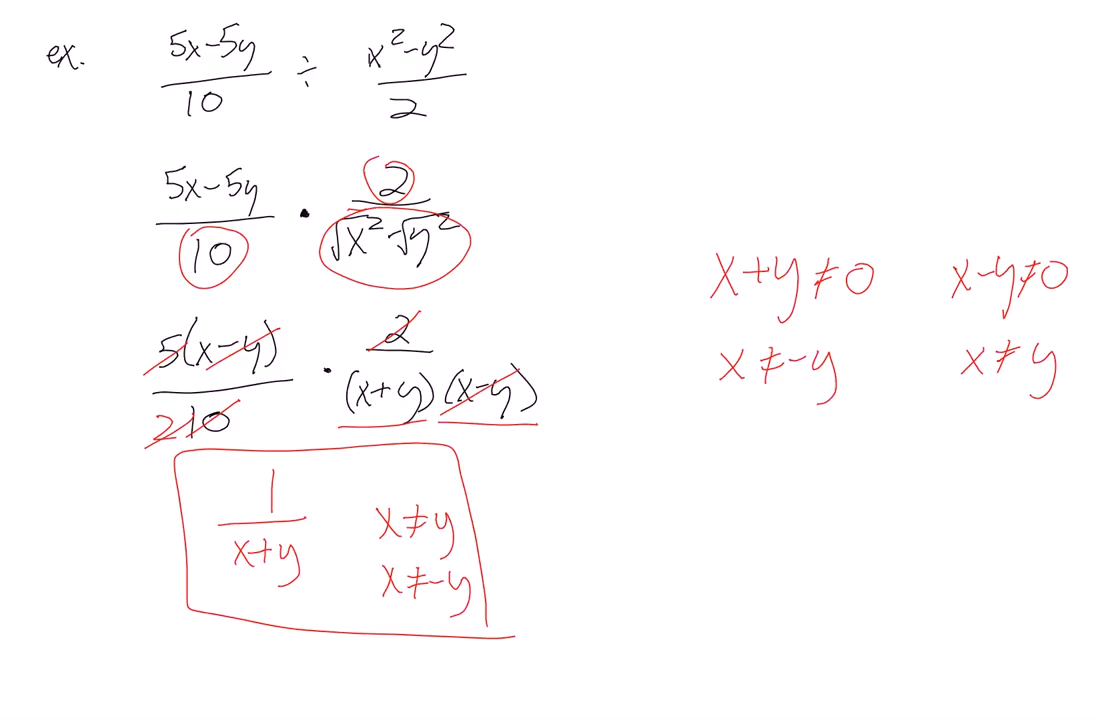 ex. (5x-5y)/10 ÷ (x²-y²)/2
(5x-5y)/10 · 2/(√x²-√y²)
x+y≠0 x-y≠0
x≠-y x≠y
5(x-y)/(2 10) · 2/((x+y)(x-y))
1/(x+y) x≠y
x≠-y